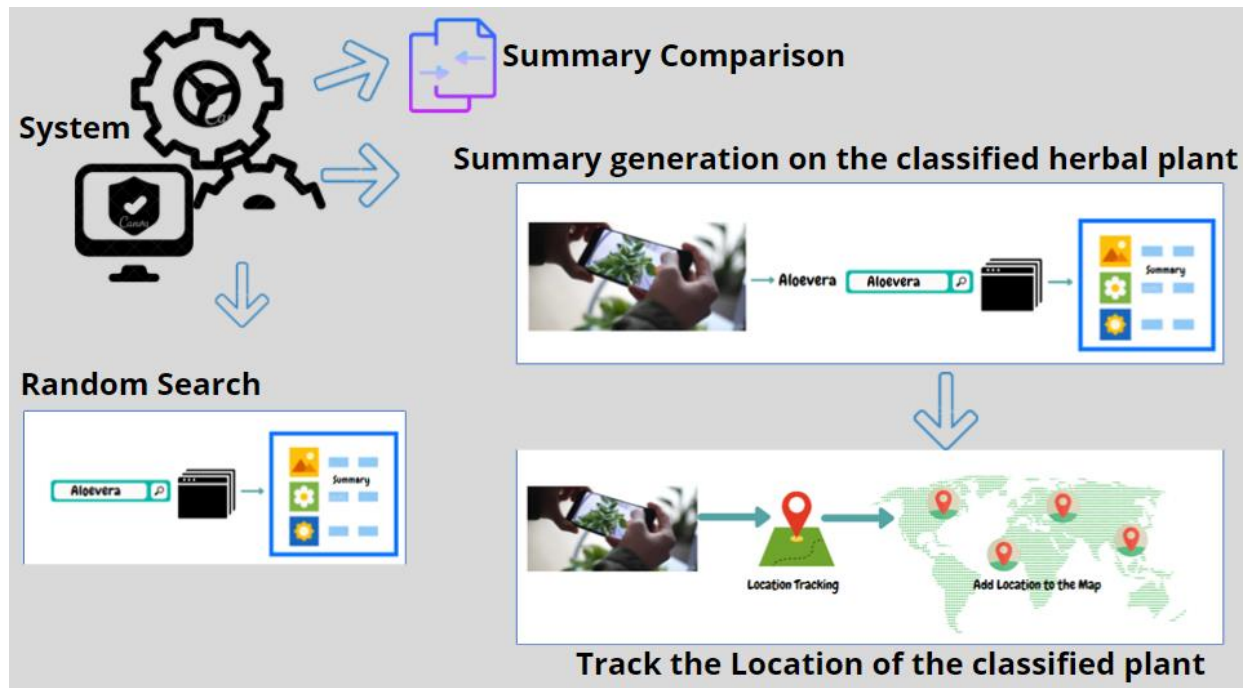 Summary Comparison
System
Canva
Summary generation on the classified herbal plant
Aloevera
Aloevera
Summary
Random Search
Aloevera
Summary
Location Tracking
Add Location to the Map
Track the Location of the classified plant